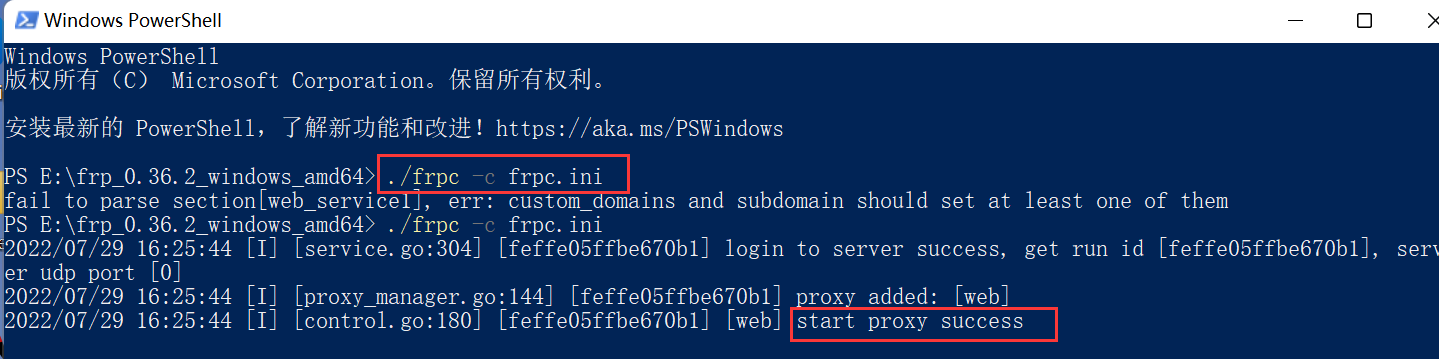 Windows PowerShell
Windows PowerShell
版权所有（C） Microsoft Corporation。保留所有权利。
安装最新的 PowerShell，了解新功能和改进！https://aka.ms/PSWindows
PS E:\frp_0.36.2_windows_amd64> ./frpc -c frpc.ini
fail to parse section[web_service1], err: custom_domains and subdomain should set at least one of them
PS E:\frp_0.36.2_windows_amd64> ./frpc -c frpc.ini
2022/07/29 16:25:44 [I] [service.go:304] [feffe05ffbe670b1] login to server success, get run id [feffe05ffbe670b1], serv
er udp port [0]
2022/07/29 16:25:44 [I] [proxy_manager.go:144] [feffe05ffbe670b1] proxy added: [web]
2022/07/29 16:25:44 [I] [control.go:180] [feffe05ffbe670b1] [web] start proxy success